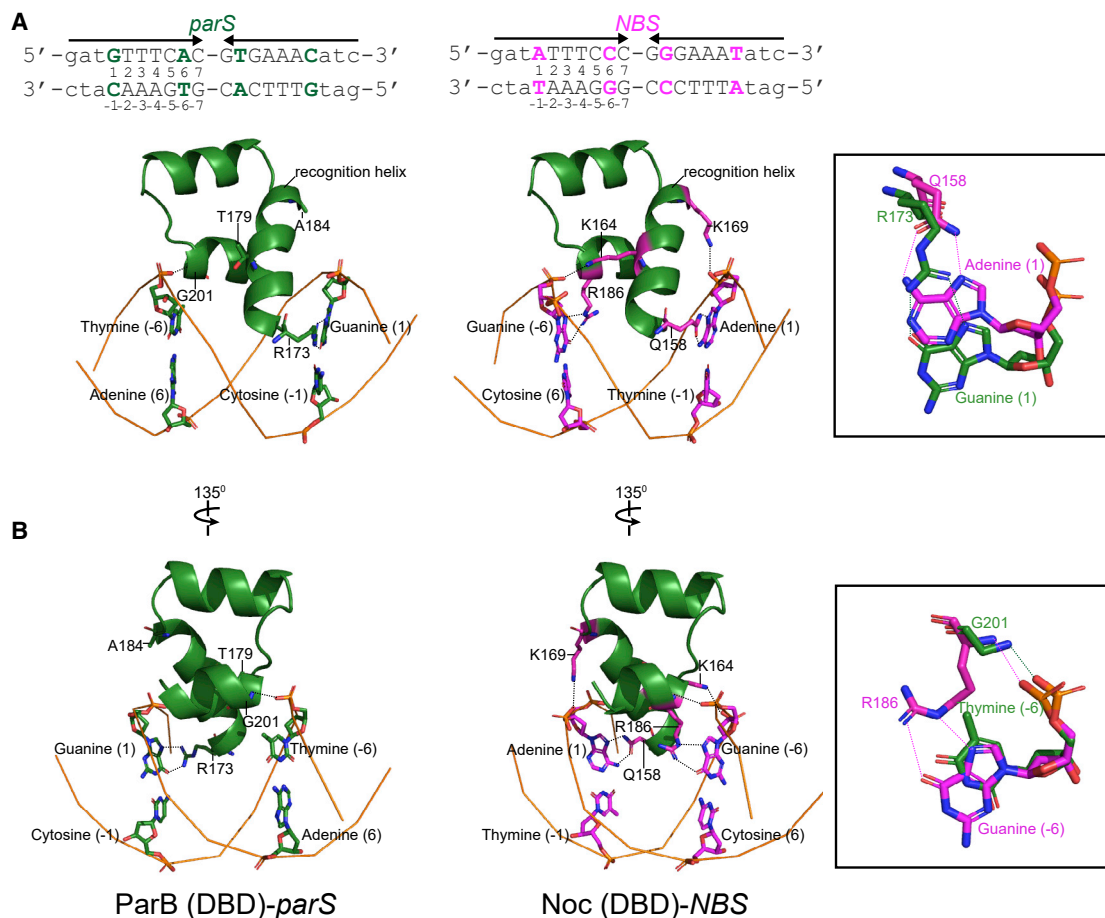 A
parS
5′-gatGTTTCAC-GTGAAACatc-3′
1 2 3 4 5 6 7
3′-ctaCAAAGTG-CACTTTGtag-5′
-1-2-3-4-5-6-7
NBS
5′-gatATTTCCC-GGGAAATatc-3′
1 2 3 4 5 6 7
3′-ctaTAAAGGG-CCCTTTAtag-5′
-1-2-3-4-5-6-7
recognition helix
T179
A184
G201
Thymine (-6)
Guanine (1)
R173
Adenine (6)
Cytosine (-1)
recognition helix
K164
K169
R186
Guanine (-6)
Q158
Adenine (1)
Cytosine (6)
Thymine (-1)
Q158
R173
Adenine (1)
Guanine (1)
135⁰
135⁰
B
A184
T179
G201
Guanine (1)
Thymine (-6)
R173
Cytosine (-1)
Adenine (6)
K169
K164
R186
Adenine (1)
Guanine (-6)
Q158
Thymine (-1)
Cytosine (6)
G201
R186
Thymine (-6)
Guanine (-6)
ParB (DBD)-parS
Noc (DBD)-NBS